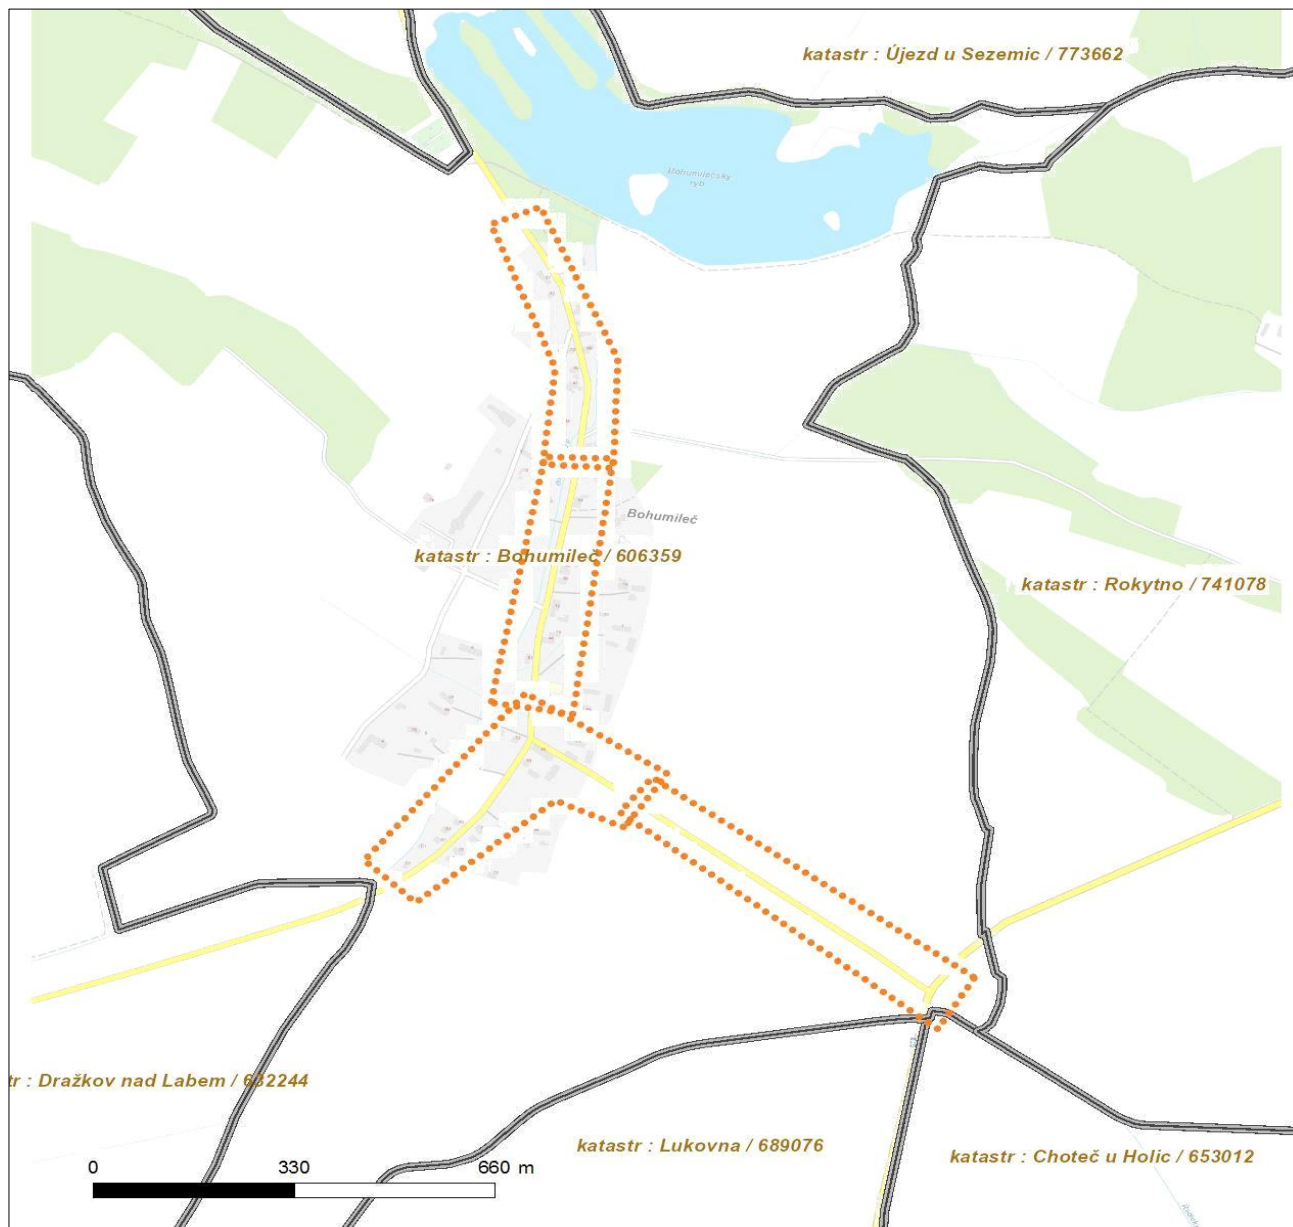 katastr : Újezd u Sezemic / 773662
Bohumilečský
ryb
Bohumileč
katastr : Bohumileč / 606359
katastr : Rokytno / 741078
tr : Dražkov nad Labem / 632244
katastr : Lukovna / 689076
katastr : Choteč u Holic / 653012
0 330 660 m